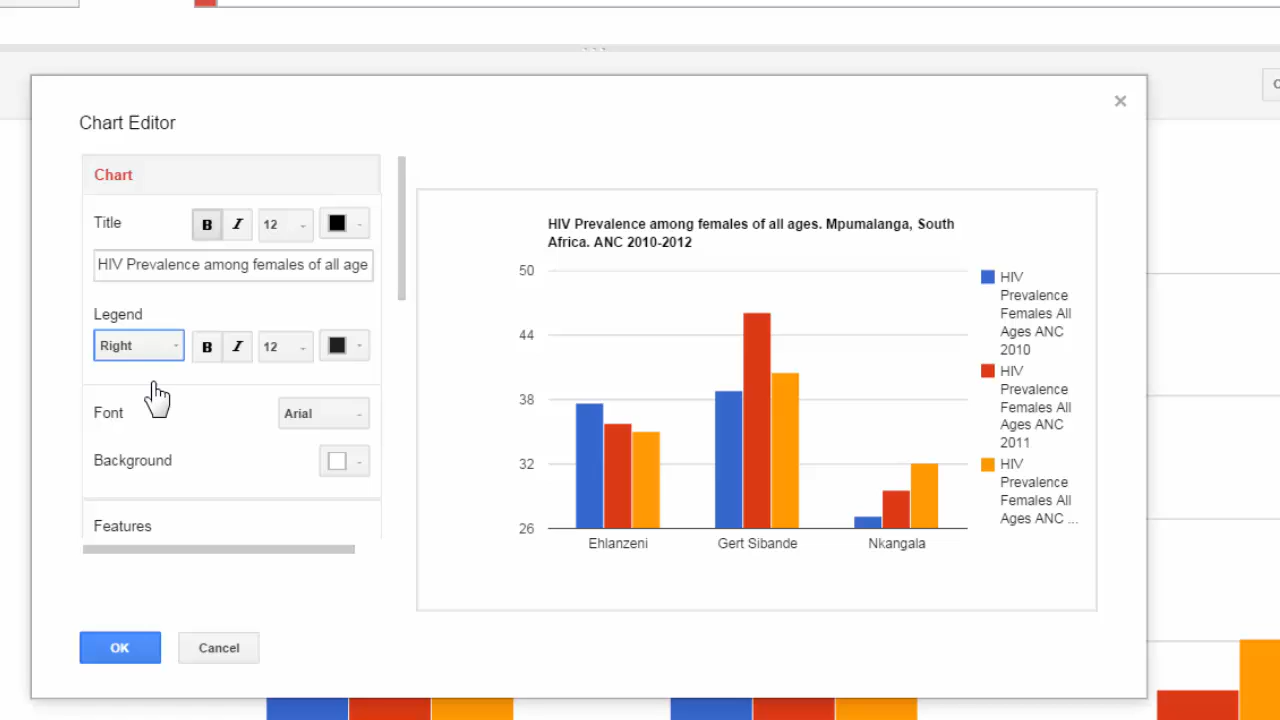 Chart Editor
Chart
Title
B I 12
HIV Prevalence among females of all age
Legend
Right
B I 12
Font
Arial
Background
Features
OK
Cancel
HIV Prevalence among females of all ages. Mpumalanga, South
Africa. ANC 2010-2012
50
44
38
32
26
Ehlanzeni
Gert Sibande
Nkangala
HIV
Prevalence
Females All
Ages ANC
2010
HIV
Prevalence
Females All
Ages ANC
2011
HIV
Prevalence
Females All
Ages ANC ...